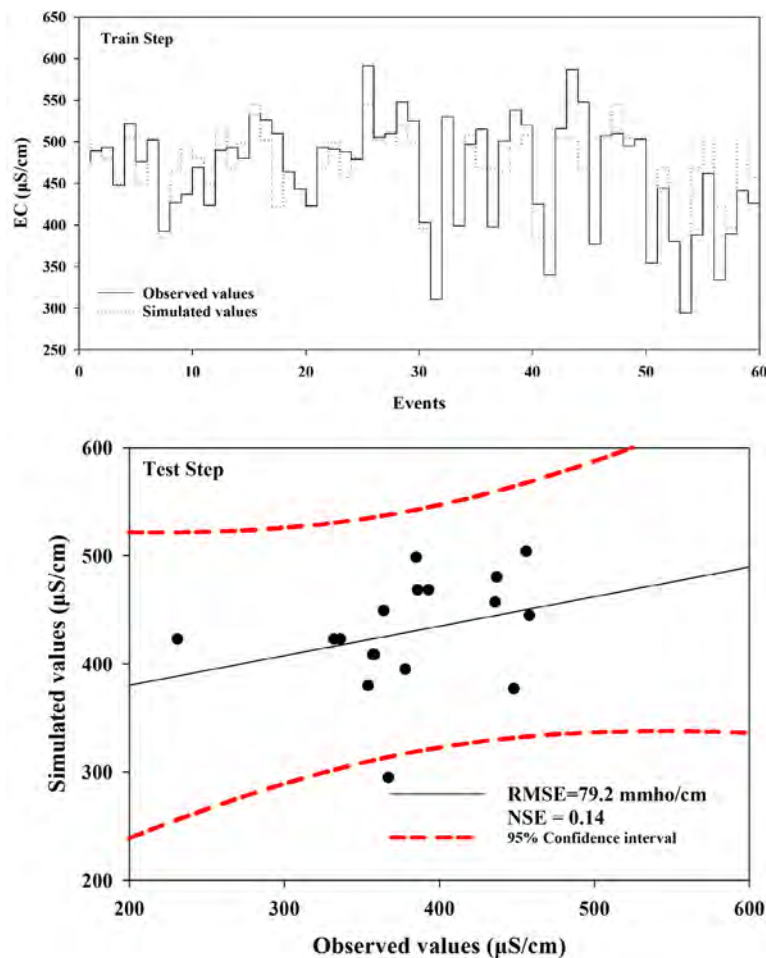 650
Train Step
600
550
500
450
400
350
300
250
EC (µS/cm)
Observed values
Simulated values
0 10 20 30 40 50 60
Events
600
Test Step
500
400
300
200
Simulated values (µS/cm)
RMSE=79.2 mmho/cm
NSE = 0.14
95% Confidence interval
200 300 400 500 600
Observed values (µS/cm)